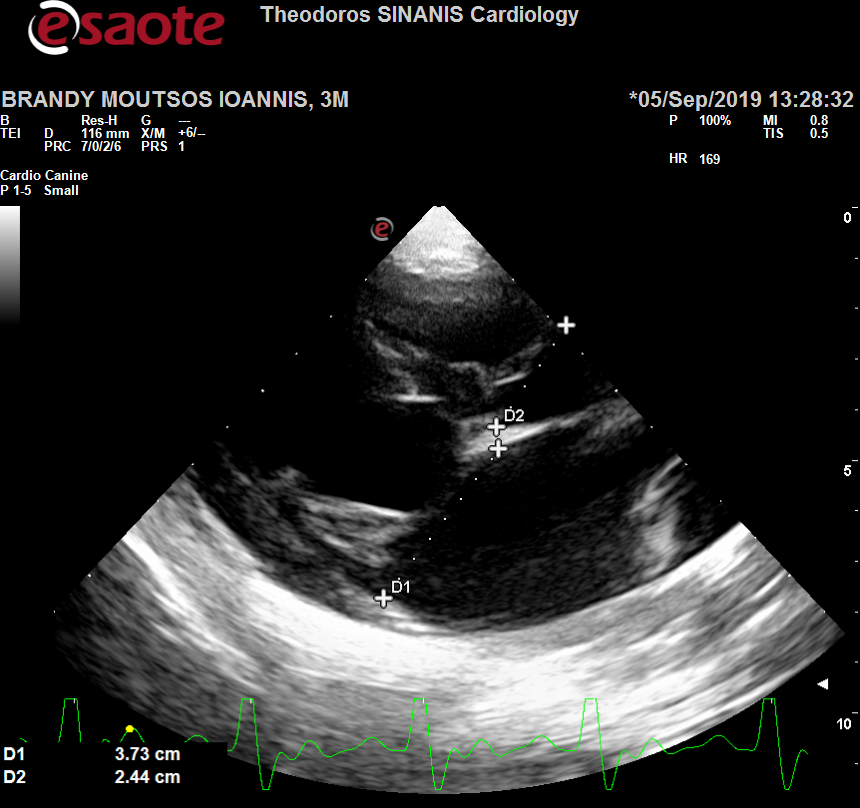 esaote
Theodoros SINANIS Cardiology
BRANDY MOUTSOS IOANNIS, 3M
*05/Sep/2019 13:28:32
B Res-H G ---
TEI D 116 mm X/M +6/--
PRC 7/0/2/6 PRS 1
P 100% MI 0.8
TIS 0.5
HR 169
Cardio Canine
P 1-5 Small
e
0
D2
5
D1
10
D1 3.73 cm
D2 2.44 cm